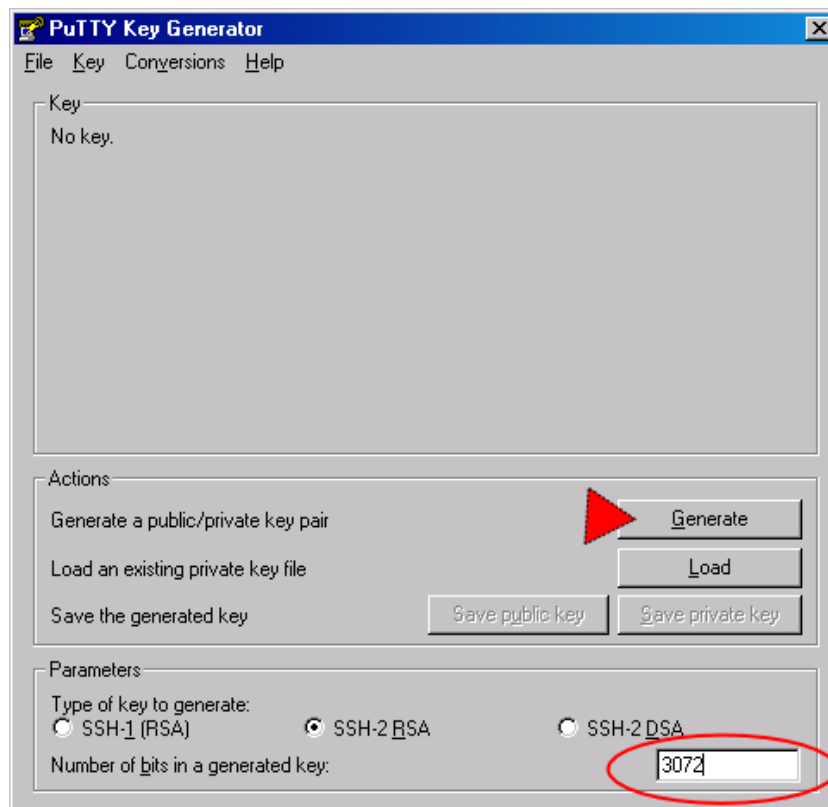 PuTTY Key Generator
File Key Conversions Help
Key
No key.
Actions
Generate a public/private key pair Generate
Load an existing private key file Load
Save the generated key Save public key Save private key
Parameters
Type of key to generate:
SSH-1 (RSA) SSH-2 RSA SSH-2 DSA
Number of bits in a generated key: 3072